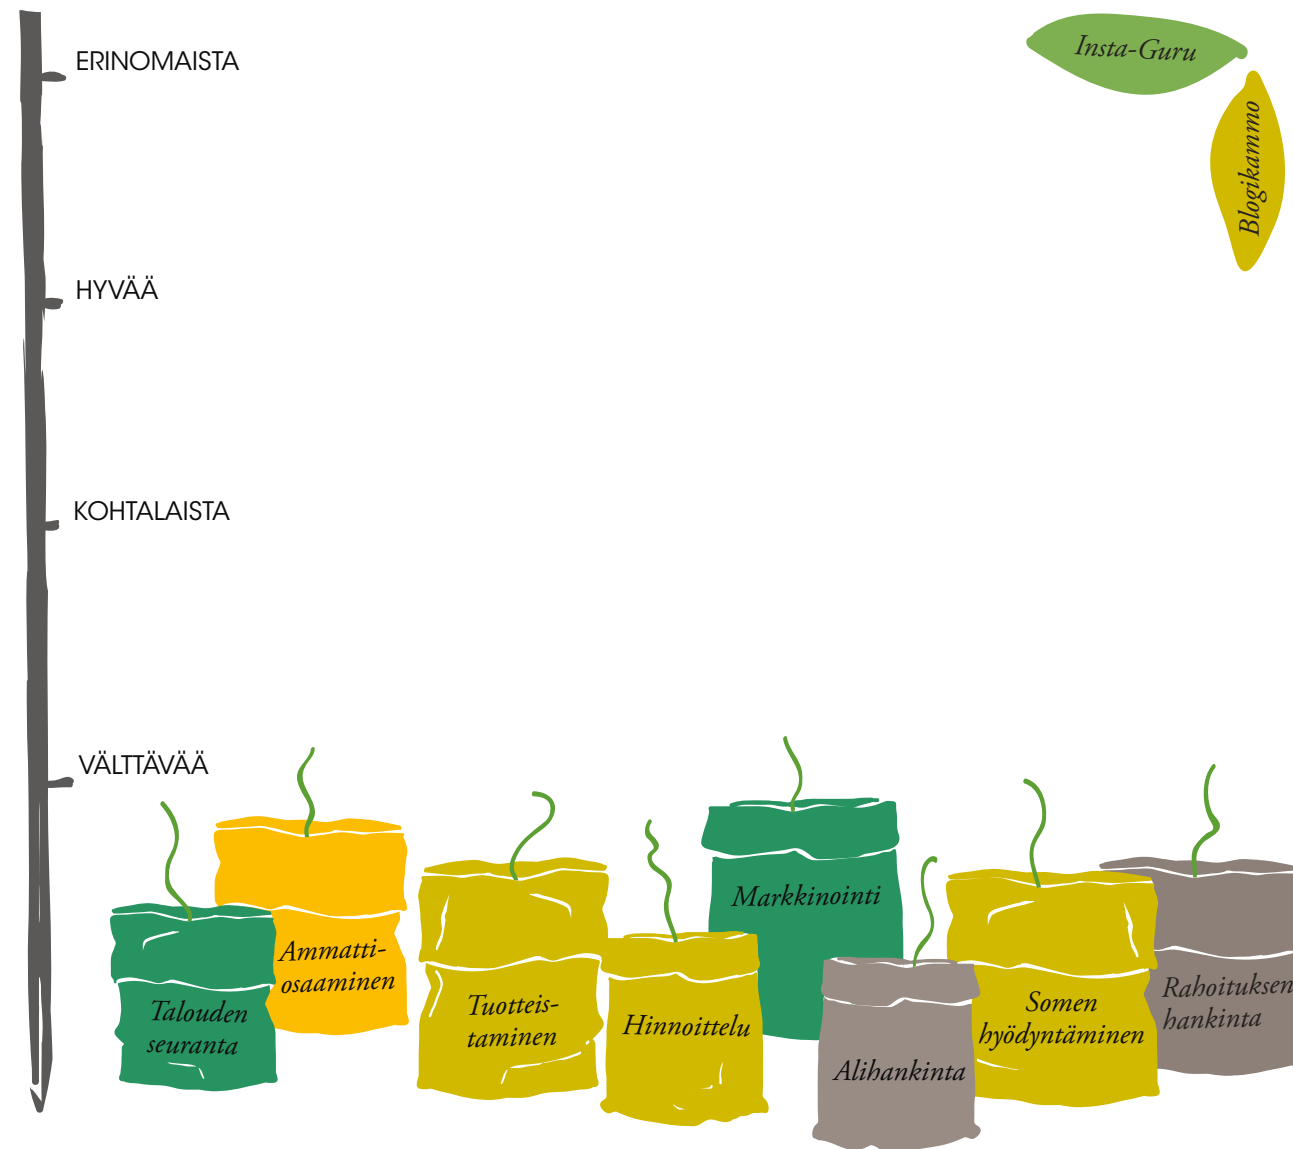 ERINOMAISTA
Insta-Guru
Blogikammo
HYVÄÄ
KOHTALAISTA
VÄLTTÄVÄÄ
Talouden
seuranta
Ammatti-
osaaminen
Tuotteis-
taminen
Hinnoittelu
Markkinointi
Alihankinta
Somen
hyödyntäminen
Rahoituksen
hankinta